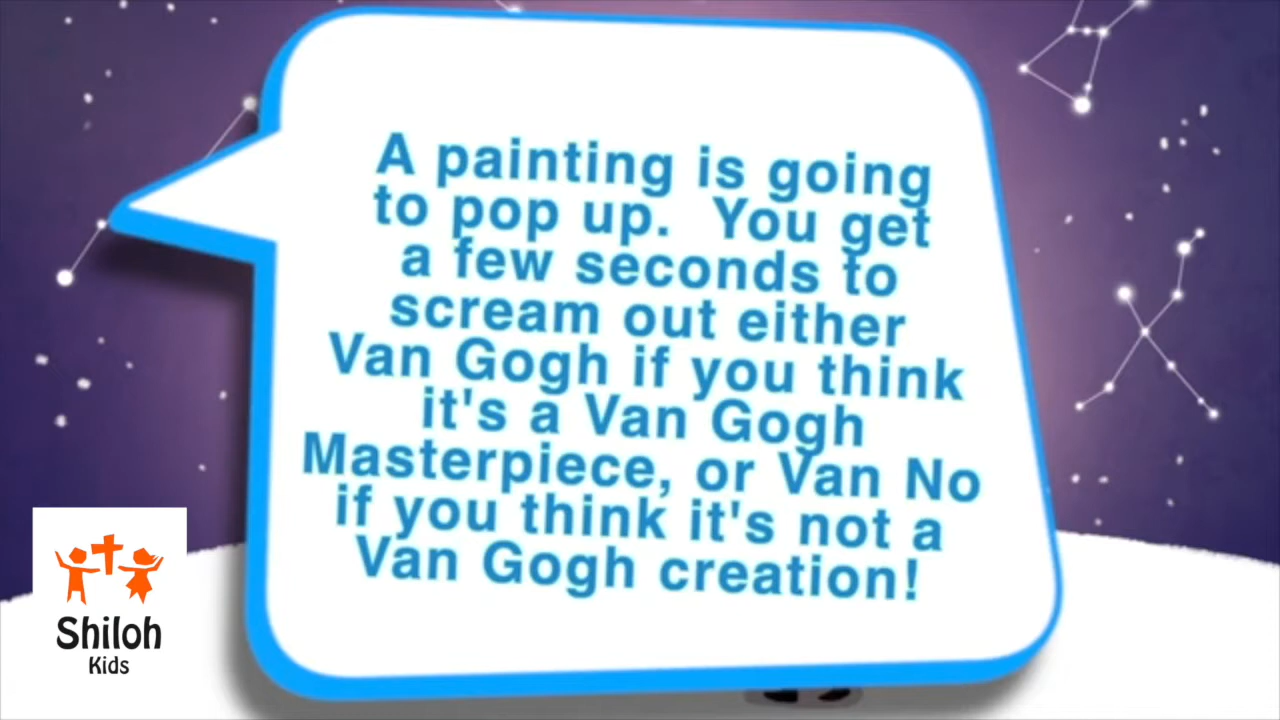 A painting is going
to pop up.  You get
a few seconds to
scream out either
Van Gogh if you think
it's a Van Gogh
Masterpiece, or Van No
if you think it's not a
Van Gogh creation!
Shiloh
Kids